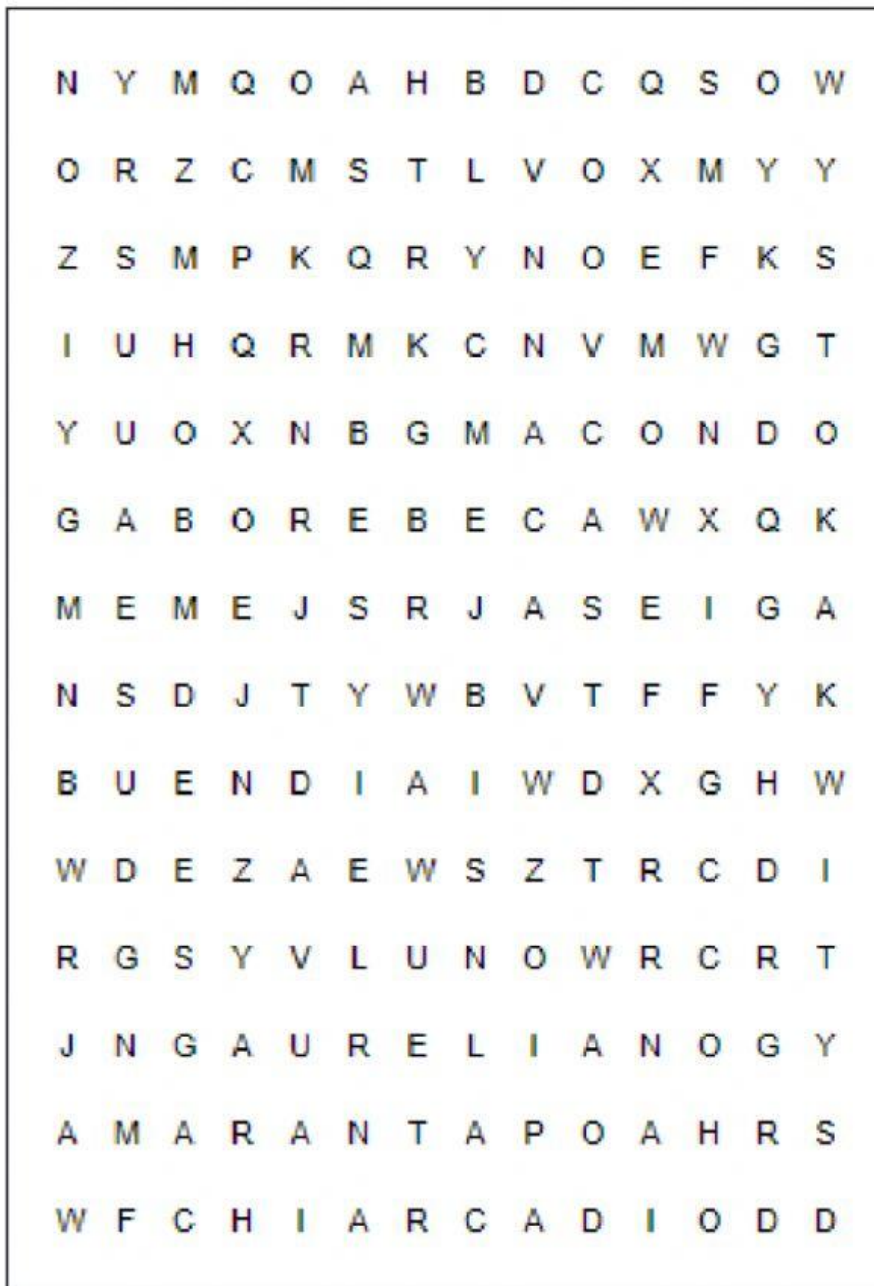 N Y M Q O A H B D C Q S O W
O R Z C M S T L V O X M Y Y
Z S M P K Q R Y N O E F K S
I U H Q R M K C N V M W G T
Y U O X N B G M A C O N D O
G A B O R E B E C A W X Q K
M E M E J S R J A S E I G A
N S D J T Y W B V T F F Y K
B U E N D I A I W D X G H W
W D E Z A E W S Z T R C D I
R G S Y V L U N O W R C R T
J N G A U R E L I A N O G Y
A M A R A N T A P O A H R S
W F C H I A R C A D I O D D